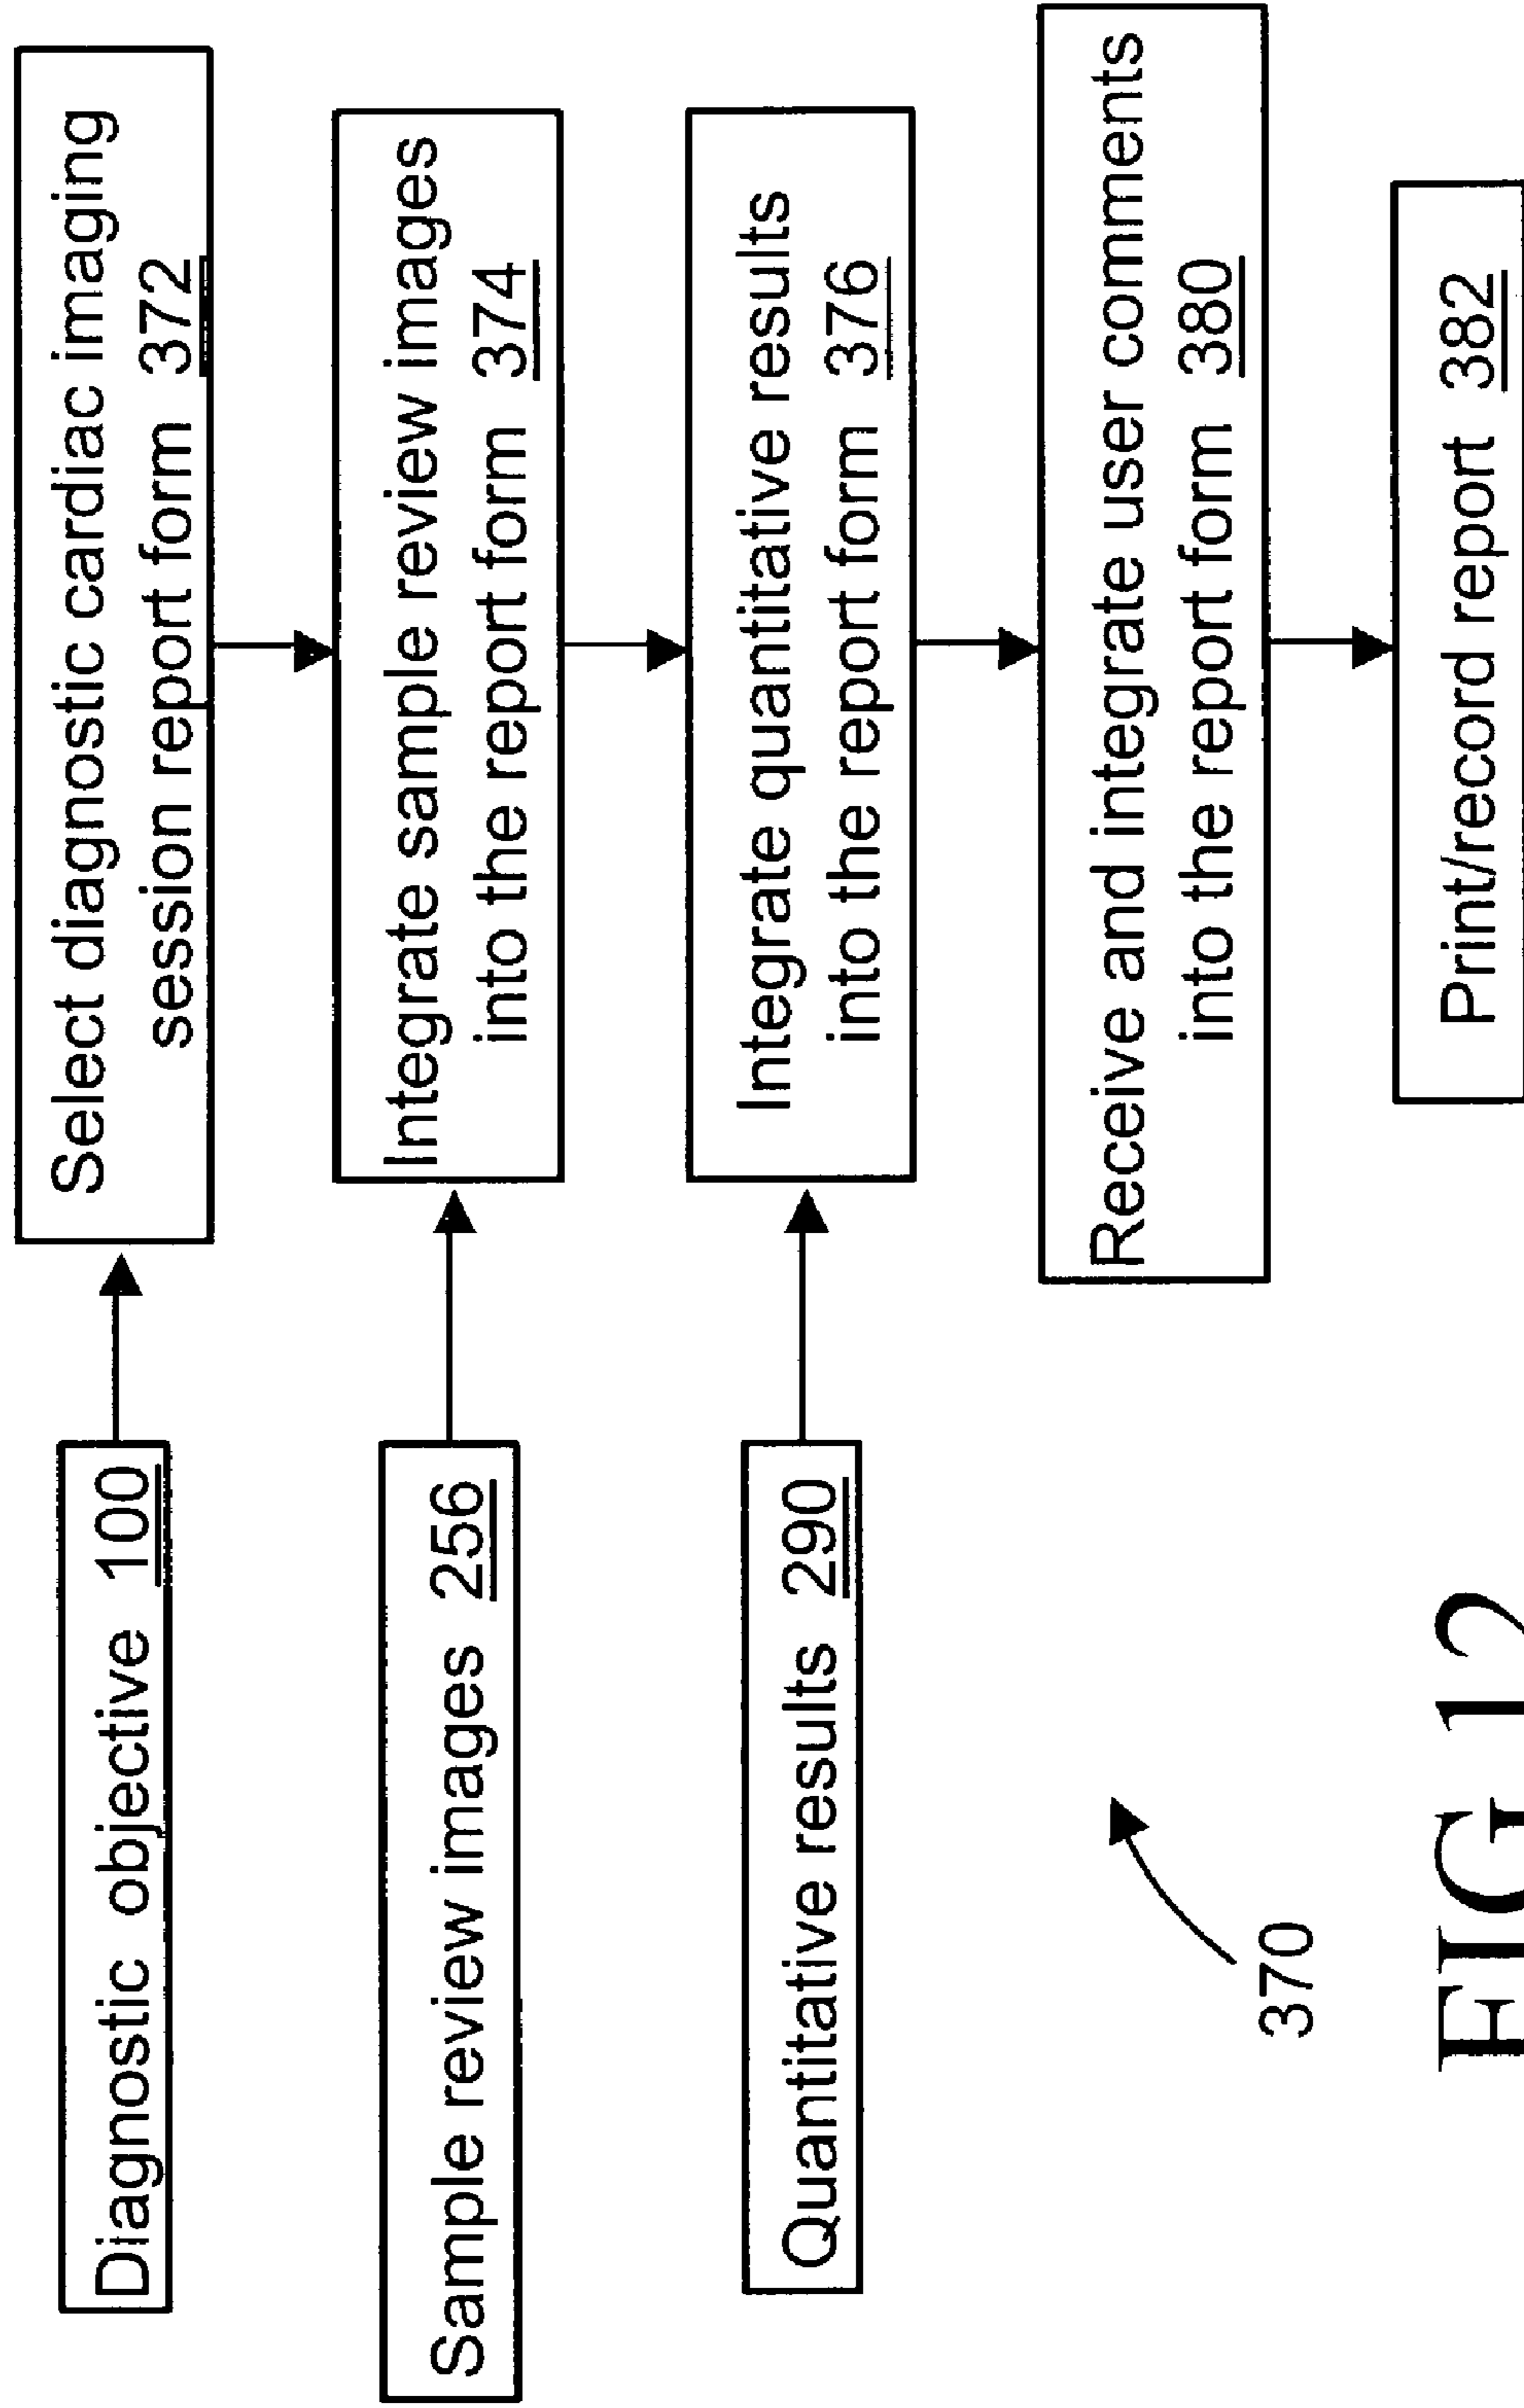 Diagnostic objective 100
Select diagnostic cardiac imaging
session report form 372
Sample review images 256
Integrate sample review images
into the report form 374
Quantitative results 290
Integrate quantitative results
into the report form 376
Receive and integrate user comments
into the report form 380
370
Print/record report 382
FIG 12